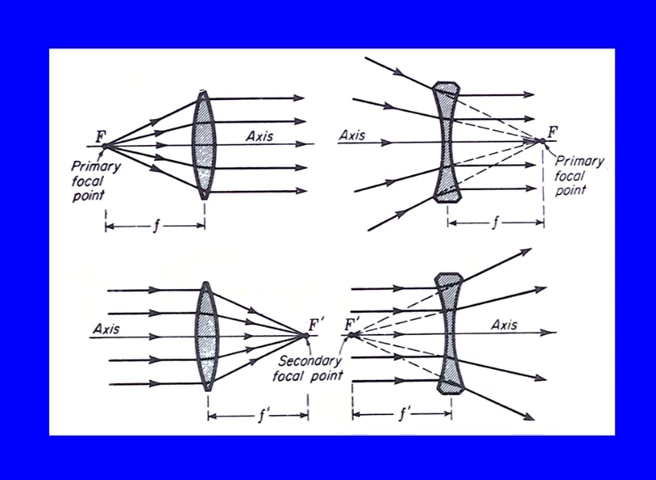 F
Axis
Primary
focal
point
f
Axis
F
Primary
focal
point
f
Axis
F'
Secondary
focal point
f'
F'
Axis
f'